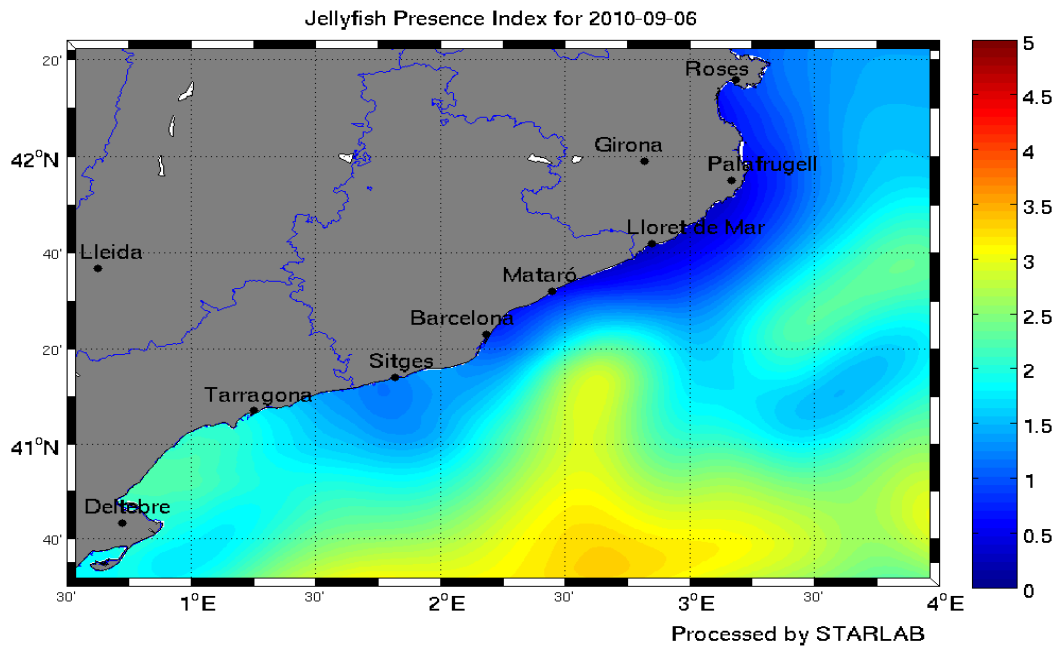 Jellyfish Presence Index for 2010-09-06
20'
42°N
40'
20'
41°N
40'
30'
1°E
30'
2°E
30'
3°E
30'
4°E
Roses
Girona
Palafrugell
Lloret de Mar
Lleida
Mataró
Barcelona
Sitges
Tarragona
Deltebre
5
4.5
4
3.5
3
2.5
2
1.5
1
0.5
0
Processed by STARLAB